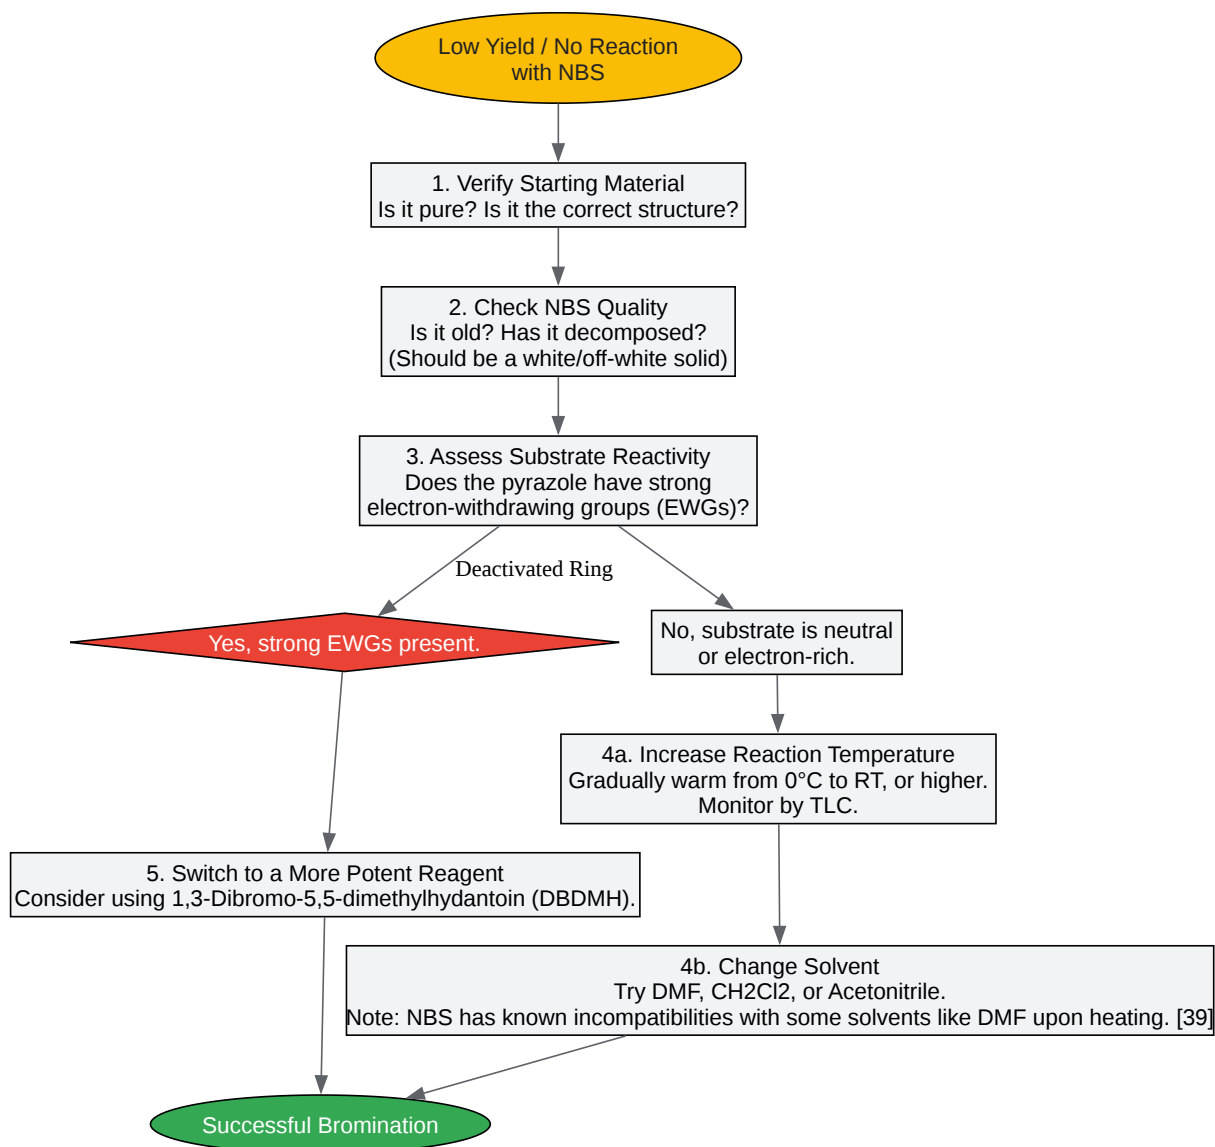 Low Yield / No Reaction
with NBS
1. Verify Starting Material
Is it pure? Is it the correct structure?
2. Check NBS Quality
Is it old? Has it decomposed?
(Should be a white/off-white solid)
3. Assess Substrate Reactivity
Does the pyrazole have strong
electron-withdrawing groups (EWGs)?
Deactivated Ring
Yes, strong EWGs present.
No, substrate is neutral
or electron-rich.
4a. Increase Reaction Temperature
Gradually warm from 0°C to RT, or higher.
Monitor by TLC.
5. Switch to a More Potent Reagent
Consider using 1,3-Dibromo-5,5-dimethylhydantoin (DBDMH).
4b. Change Solvent
Try DMF, CH2Cl2, or Acetonitrile.
Note: NBS has known incompatibilities with some solvents like DMF upon heating. [39]
Successful Bromination